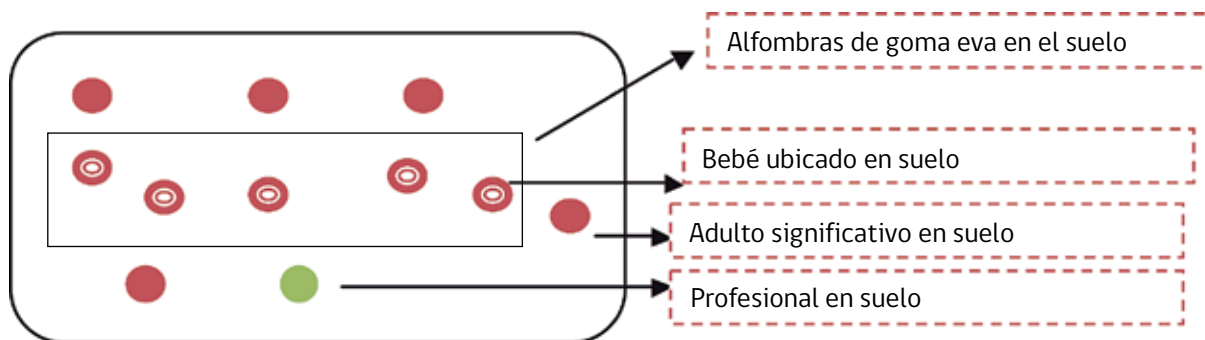 Alfombras de goma eva en el suelo
Bebé ubicado en suelo
Adulto significativo en suelo
Profesional en suelo